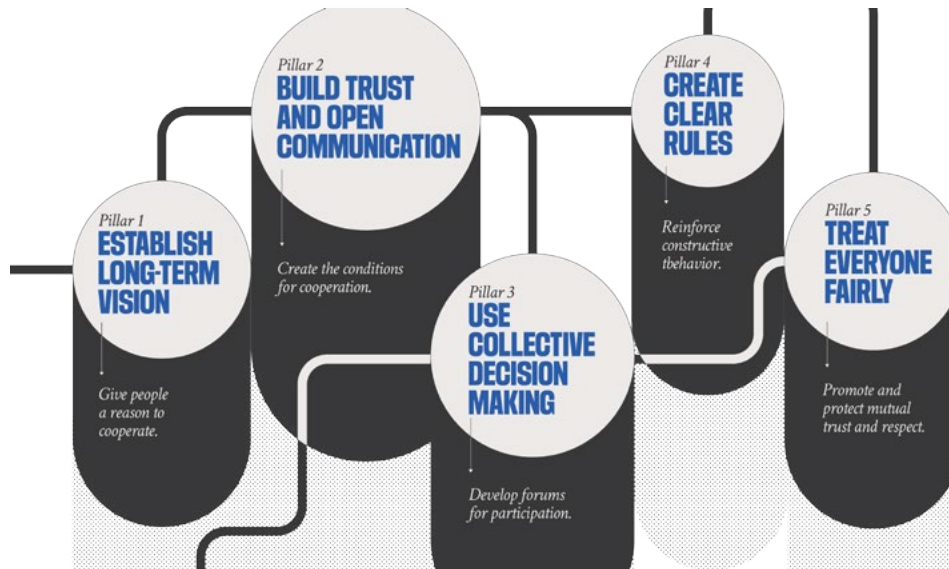 Pillar 1
ESTABLISH
LONG-TERM
VISION
Give people
a reason to
cooperate.
Pillar 2
BUILD TRUST
AND OPEN
COMMUNICATION
Create the conditions
for cooperation.
Pillar 3
USE
COLLECTIVE
DECISION
MAKING
Develop forums
for participation.
Pillar 4
CREATE
CLEAR
RULES
Reinforce
constructive
tbehavior.
Pillar 5
TREAT
EVERYONE
FAIRLY
Promote and
protect mutual
trust and respect.